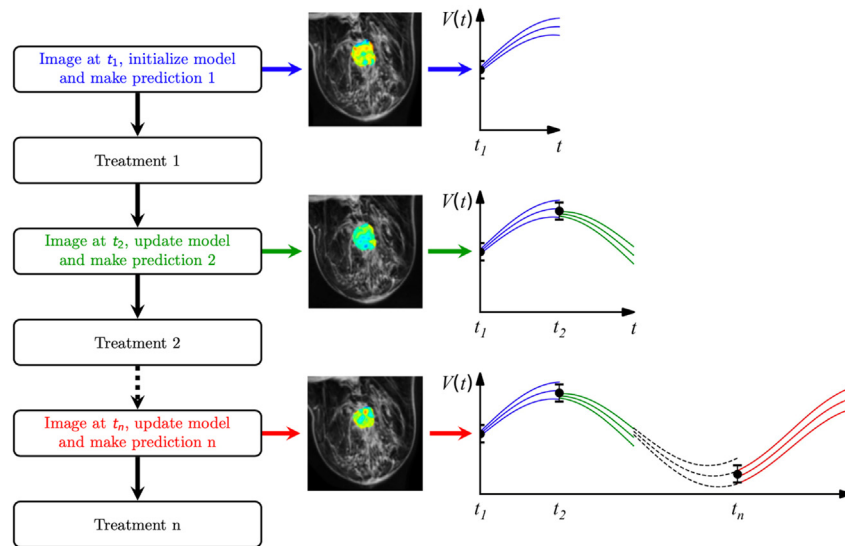 Image at t1, initialize model
and make prediction 1
V(t)
t1
t
Treatment 1
Image at t2, update model
and make prediction 2
V(t)
t1
t2
t
Treatment 2
Image at tn, update model
and make prediction n
V(t)
t1
t2
tn
Treatment n